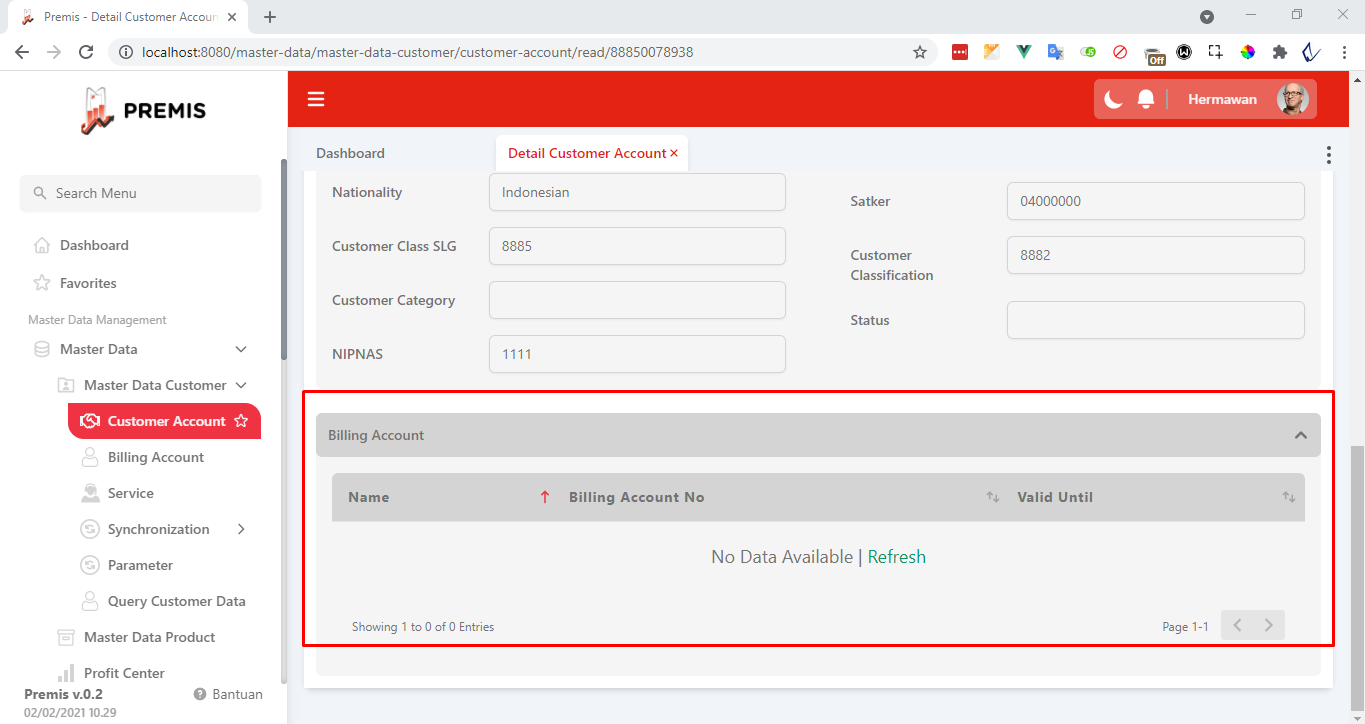 Premis - Detail Customer Accoun
localhost:8080/master-data/master-data-customer/customer-account/read/88850078938
Off
PREMIS
Hermawan
Dashboard
Detail Customer Account ×
Search Menu
Dashboard
Favorites
Master Data Management
Master Data
Master Data Customer
Customer Account
Billing Account
Service
Synchronization
Parameter
Query Customer Data
Master Data Product
Profit Center
Premis v.0.2
Bantuan
02/02/2021 10.29
Nationality
Indonesian
Customer Class SLG
8885
Customer Category
NIPNAS
1111
Satker
04000000
Customer
Classification
8882
Status
Billing Account
Name
Billing Account No
Valid Until
No Data Available | Refresh
Showing 1 to 0 of 0 Entries
Page 1-1